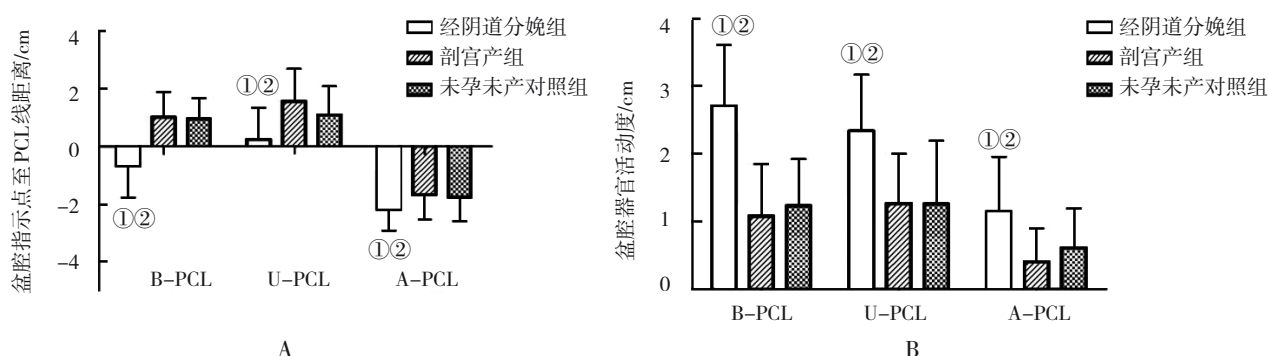 盆腔指示点至PCL线距离/cm
4
2
0
-2
-4
①②
①②
①②
B-PCL
U-PCL
A-PCL
经阴道分娩组
剖宫产组
未孕未产对照组
A
盆腔器官活动度/cm
4
3
2
1
0
①②
①②
①②
B-PCL
U-PCL
A-PCL
经阴道分娩组
剖宫产组
未孕未产对照组
B